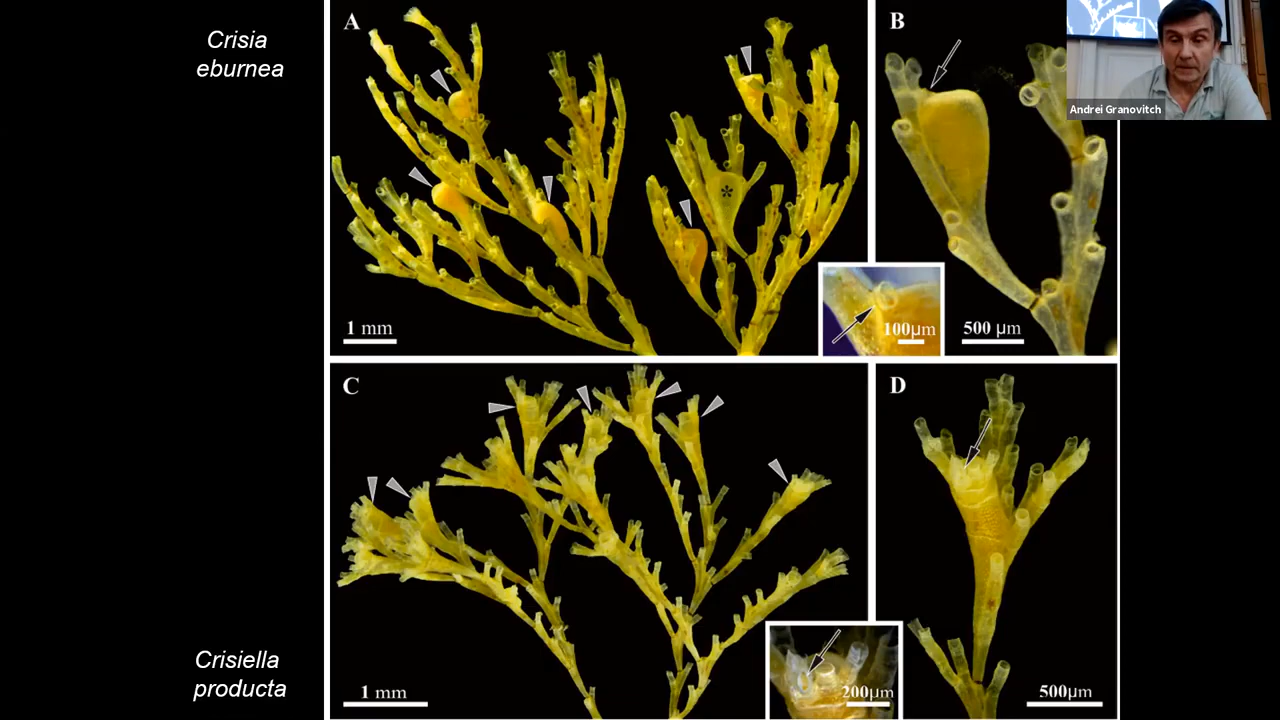 Crisia
eburnea
A
B
Andrei Granovitch
*
1 mm
100µm
500 µm
C
D
Crisiella
producta
1 mm
200µm
500µm